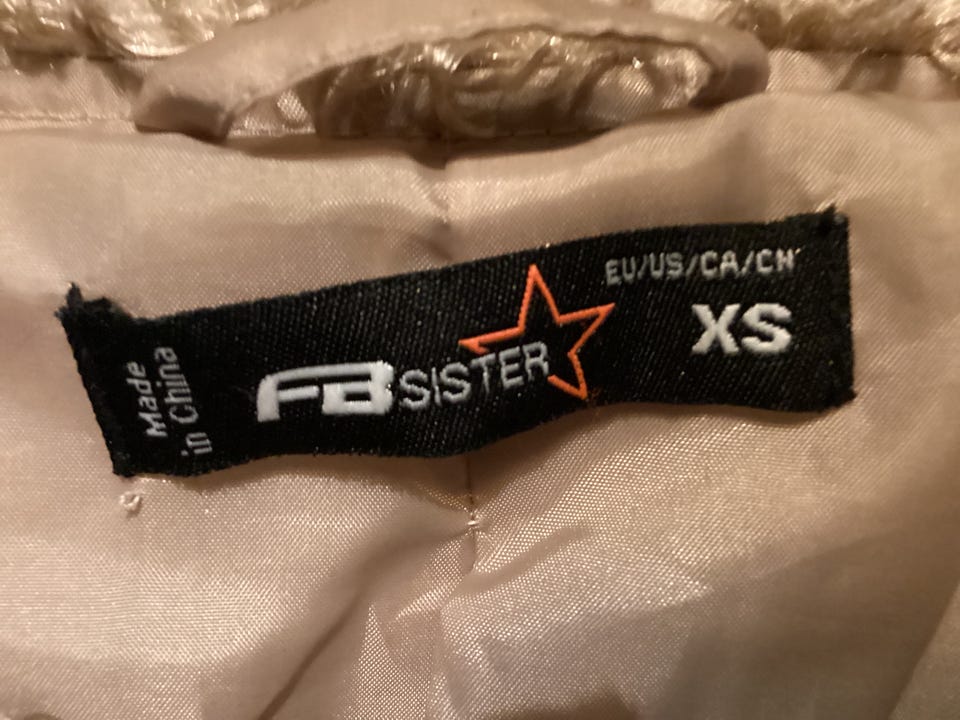 Made
in China
FB SISTER
EU/US/CA/CN
XS